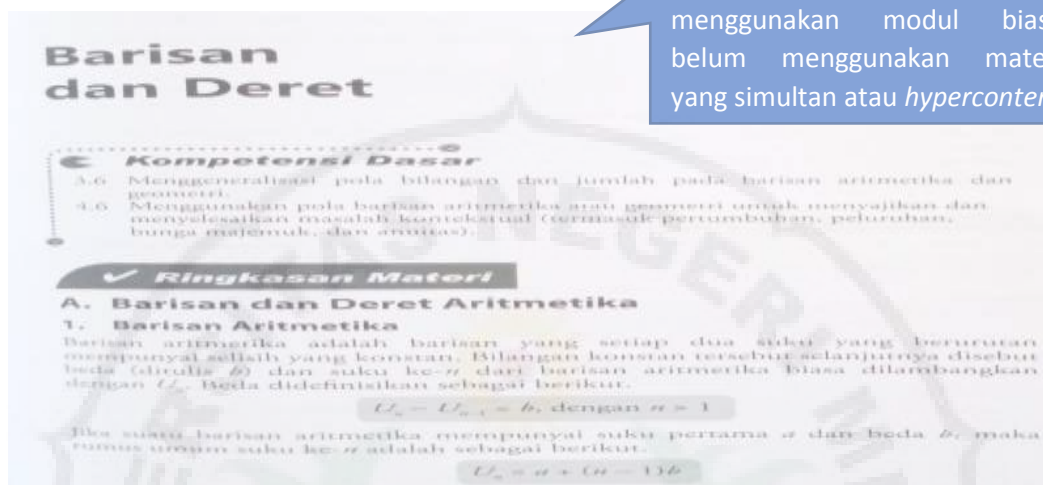 menggunakan modul
belum menggunakan
yang simultan atau
Barisan
dan Deret
Kompetensi Dasar
3.6 Menggeneralisasi pola bilangan dan jumlah pada barisan aritmetika dan
geometri.
4.6 Menggunakan pola barisan aritmetika atau geometri untuk menyajikan dan
menyelesaikan masalah kontekstual (termasuk pertumbuhan, peluruhan,
bunga majemuk, dan anuitas).
✓ Ringkasan Materi
A. Barisan dan Deret Aritmetika
1. Barisan Aritmetika
Barisan aritmetika adalah barisan yang setiap dua suku yang berurutan
mempunyai selisih yang konstan. Bilangan konstan tersebut selanjutnya disebut
beda (ditulis b) dan suku ke-n dari barisan aritmetika biasa dilambangkan
dengan Uₙ. Beda didefinisikan sebagai berikut.
Uₙ – Uₙ₋₁ = b, dengan n > 1
Jika suatu barisan aritmetika mempunyai suku pertama a dan beda b, maka
rumus umum suku ke-n adalah sebagai berikut.
Uₙ = a + (n – 1)b
NEGERI